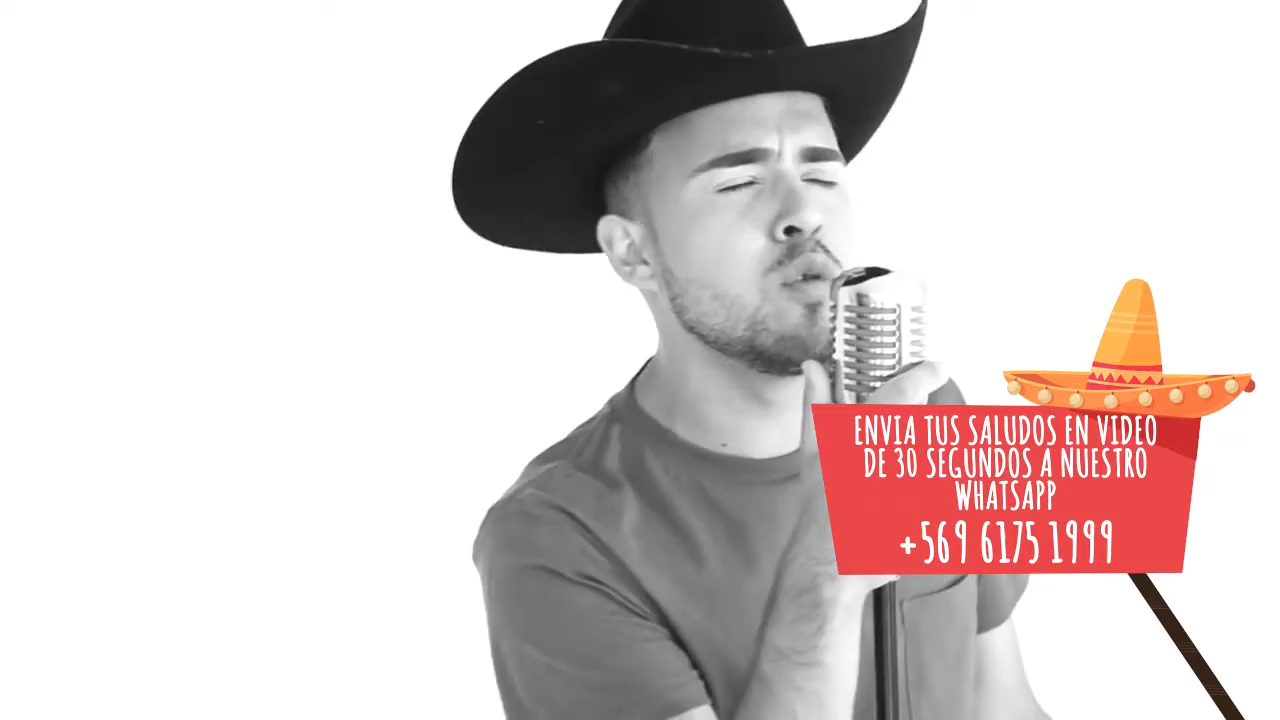 ENVIA TUS SALUDOS EN VIDEO
DE 30 SEGUNDOS A NUESTRO
WHATSAPP
+569 6175 1999